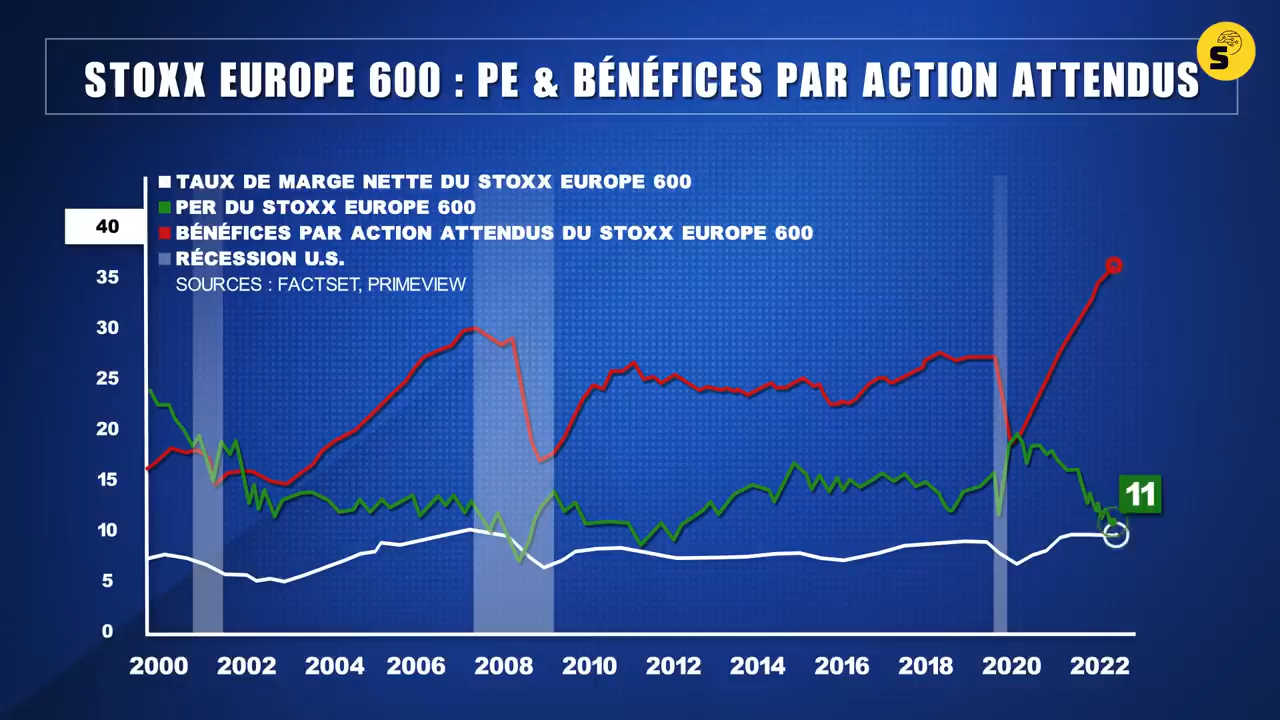 STOXX EUROPE 600 : PE & BÉNÉFICES PAR ACTION ATTENDUS
S
TAUX DE MARGE NETTE DU STOXX EUROPE 600
PER DU STOXX EUROPE 600
BÉNÉFICES PAR ACTION ATTENDUS DU STOXX EUROPE 600
RÉCESSION U.S.
SOURCES : FACTSET, PRIMEVIEW
40
35
30
25
20
15
10
5
0
11
2000 2002 2004 2006 2008 2010 2012 2014 2016 2018 2020 2022